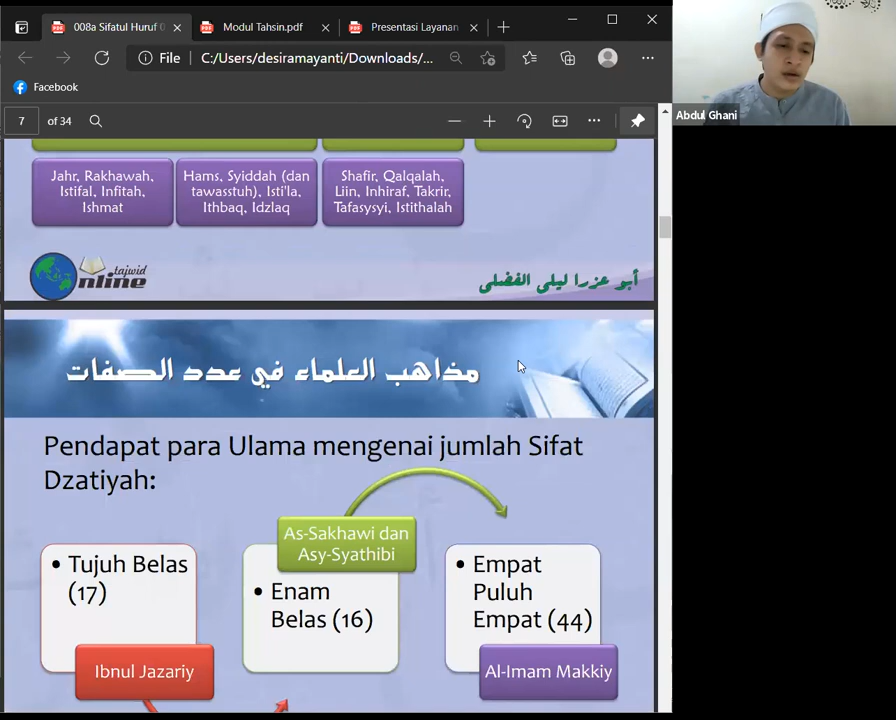 008a Sifatul Huruf
Modul Tahsin.pdf
Presentasi Layanan
File
C:/Users/desiramayanti/Downloads/...
Facebook
Abdul Ghani
7
of 34
Jahr, Rakhawah,
Istifal, Infitah,
Ishmat
Hams, Syiddah (dan
tawasstuh), Isti'la,
Ithbaq, Idzlaq
Shafir, Qalqalah,
Liin, Inhiraf, Takrir,
Tafasysyi, Istithalah
tajwid
nline
أبو عزرا ليلى الفضلى
مذاهب العلماء في عدد الصفات
Pendapat para Ulama mengenai jumlah Sifat
Dzatiyah:
• Tujuh Belas
(17)
Ibnul Jazariy
As-Sakhawi dan
Asy-Syathibi
• Enam
Belas (16)
• Empat
Puluh
Empat (44)
Al-Imam Makkiy